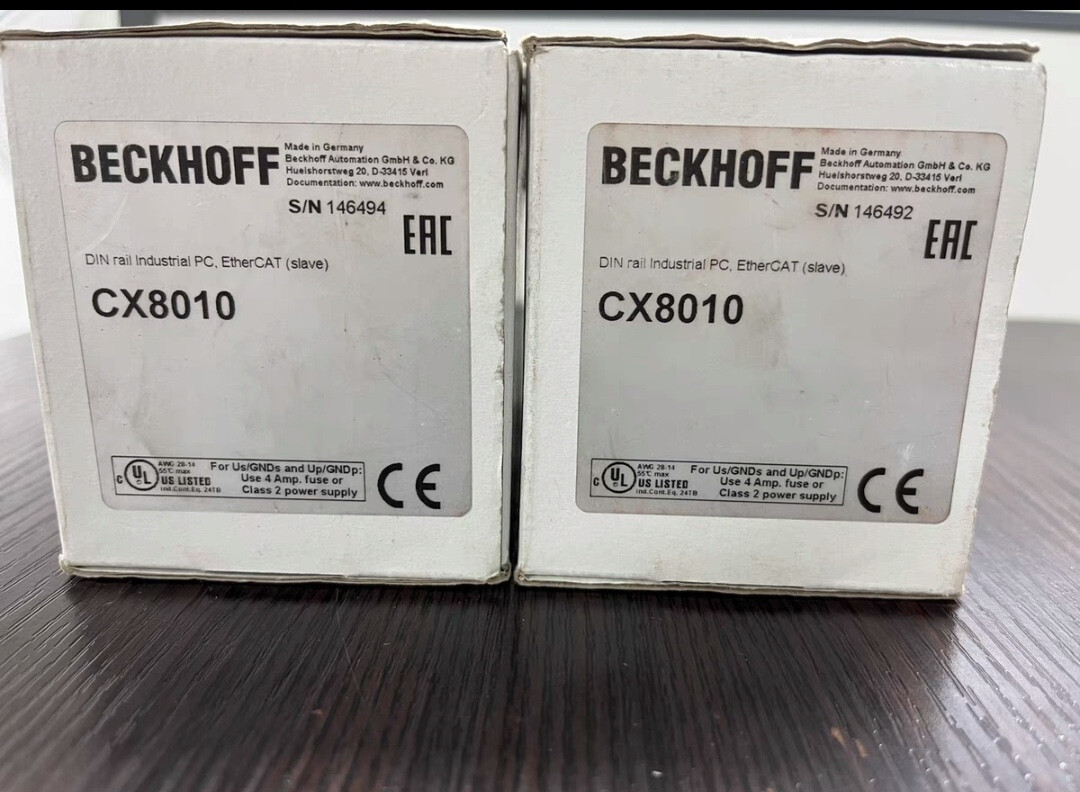 BECKHOFF
Made in Germany
Beckhoff Automation GmbH & Co. KG
Huelshorstweg 20, D-33415 Verl
Documentation: www.beckhoff.com
S/N 146494
EAC
DIN rail Industrial PC, EtherCAT (slave)
CX8010
c UL
AWG 28-14
55°C max
US LISTED
Ind.Cont.Eq. 24TB
For Us/GNDs and Up/GNDp:
Use 4 Amp. fuse or
Class 2 power supply
CE
BECKHOFF
Made in Germany
Beckhoff Automation GmbH & Co. KG
Huelshorstweg 20, D-33415 Verl
Documentation: www.beckhoff.com
S/N 146492
EAC
DIN rail Industrial PC, EtherCAT (slave)
CX8010
c UL
AWG 28-14
55°C max
US LISTED
Ind.Cont.Eq. 24TB
For Us/GNDs and Up/GNDp:
Use 4 Amp. fuse or
Class 2 power supply
CE